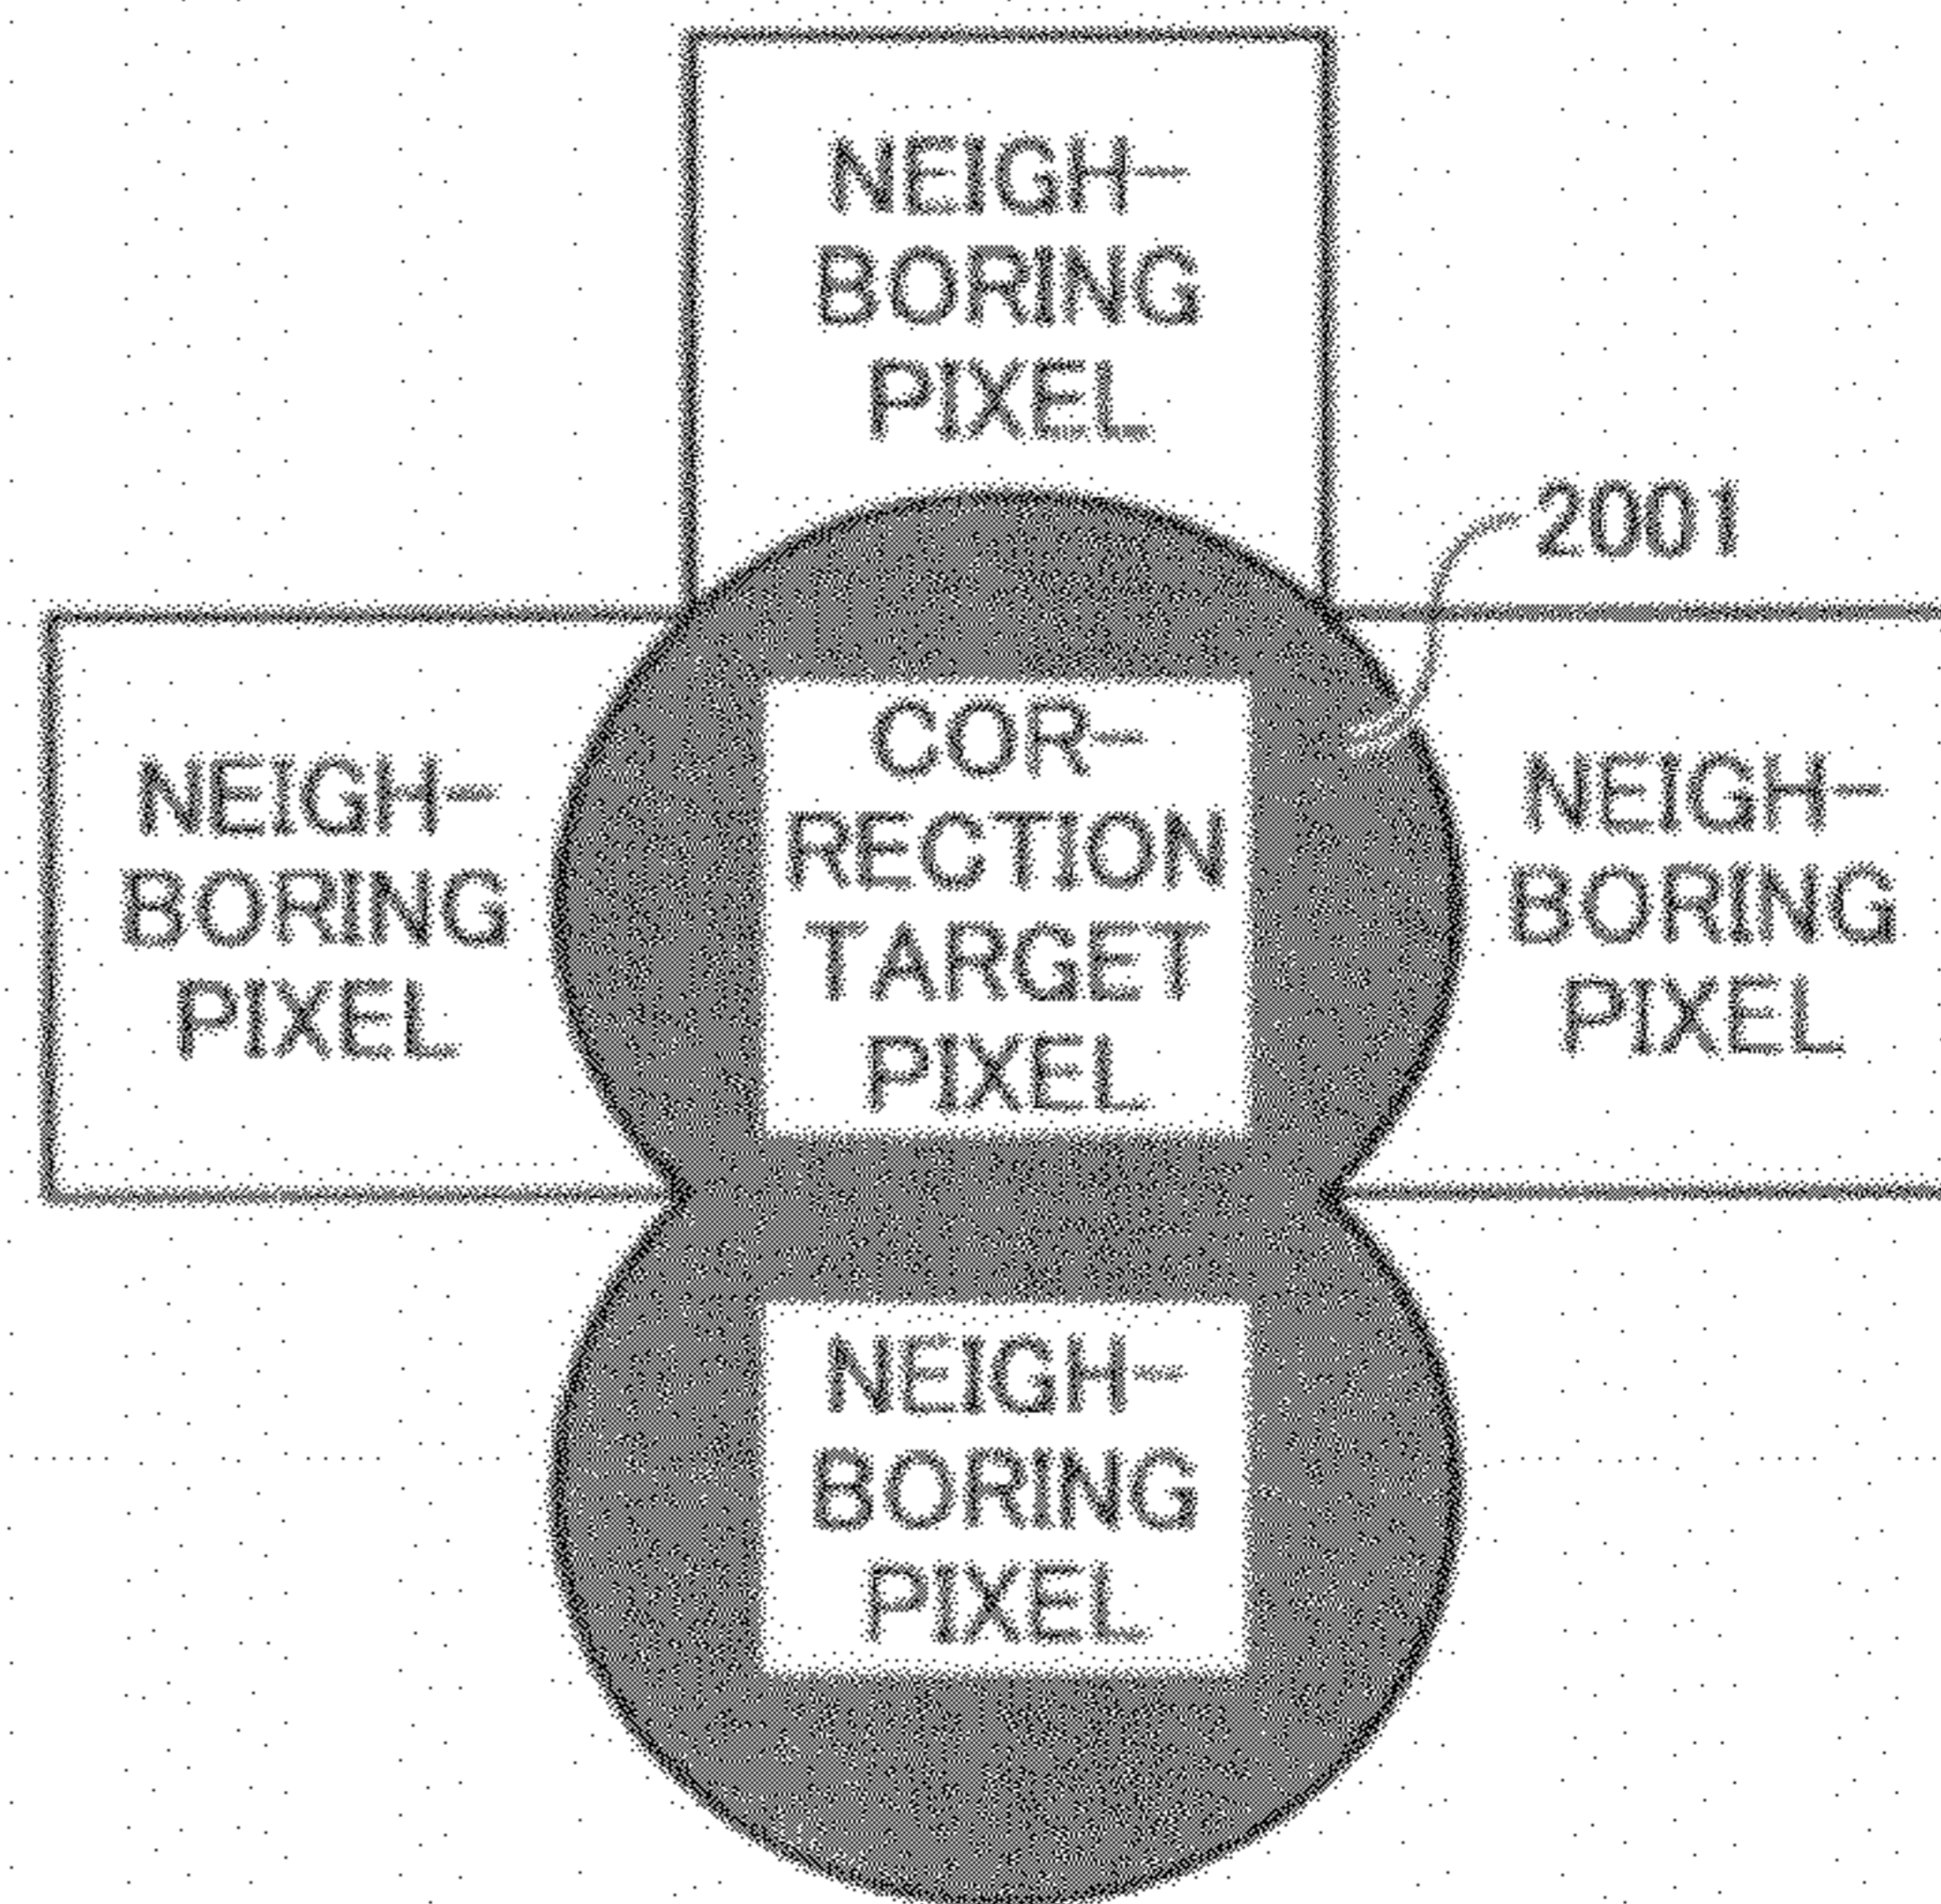 NEIGH-
BORING
PIXEL
2001
NEIGH-
BORING
PIXEL
COR-
RECTION
TARGET
PIXEL
NEIGH-
BORING
PIXEL
NEIGH-
BORING
PIXEL